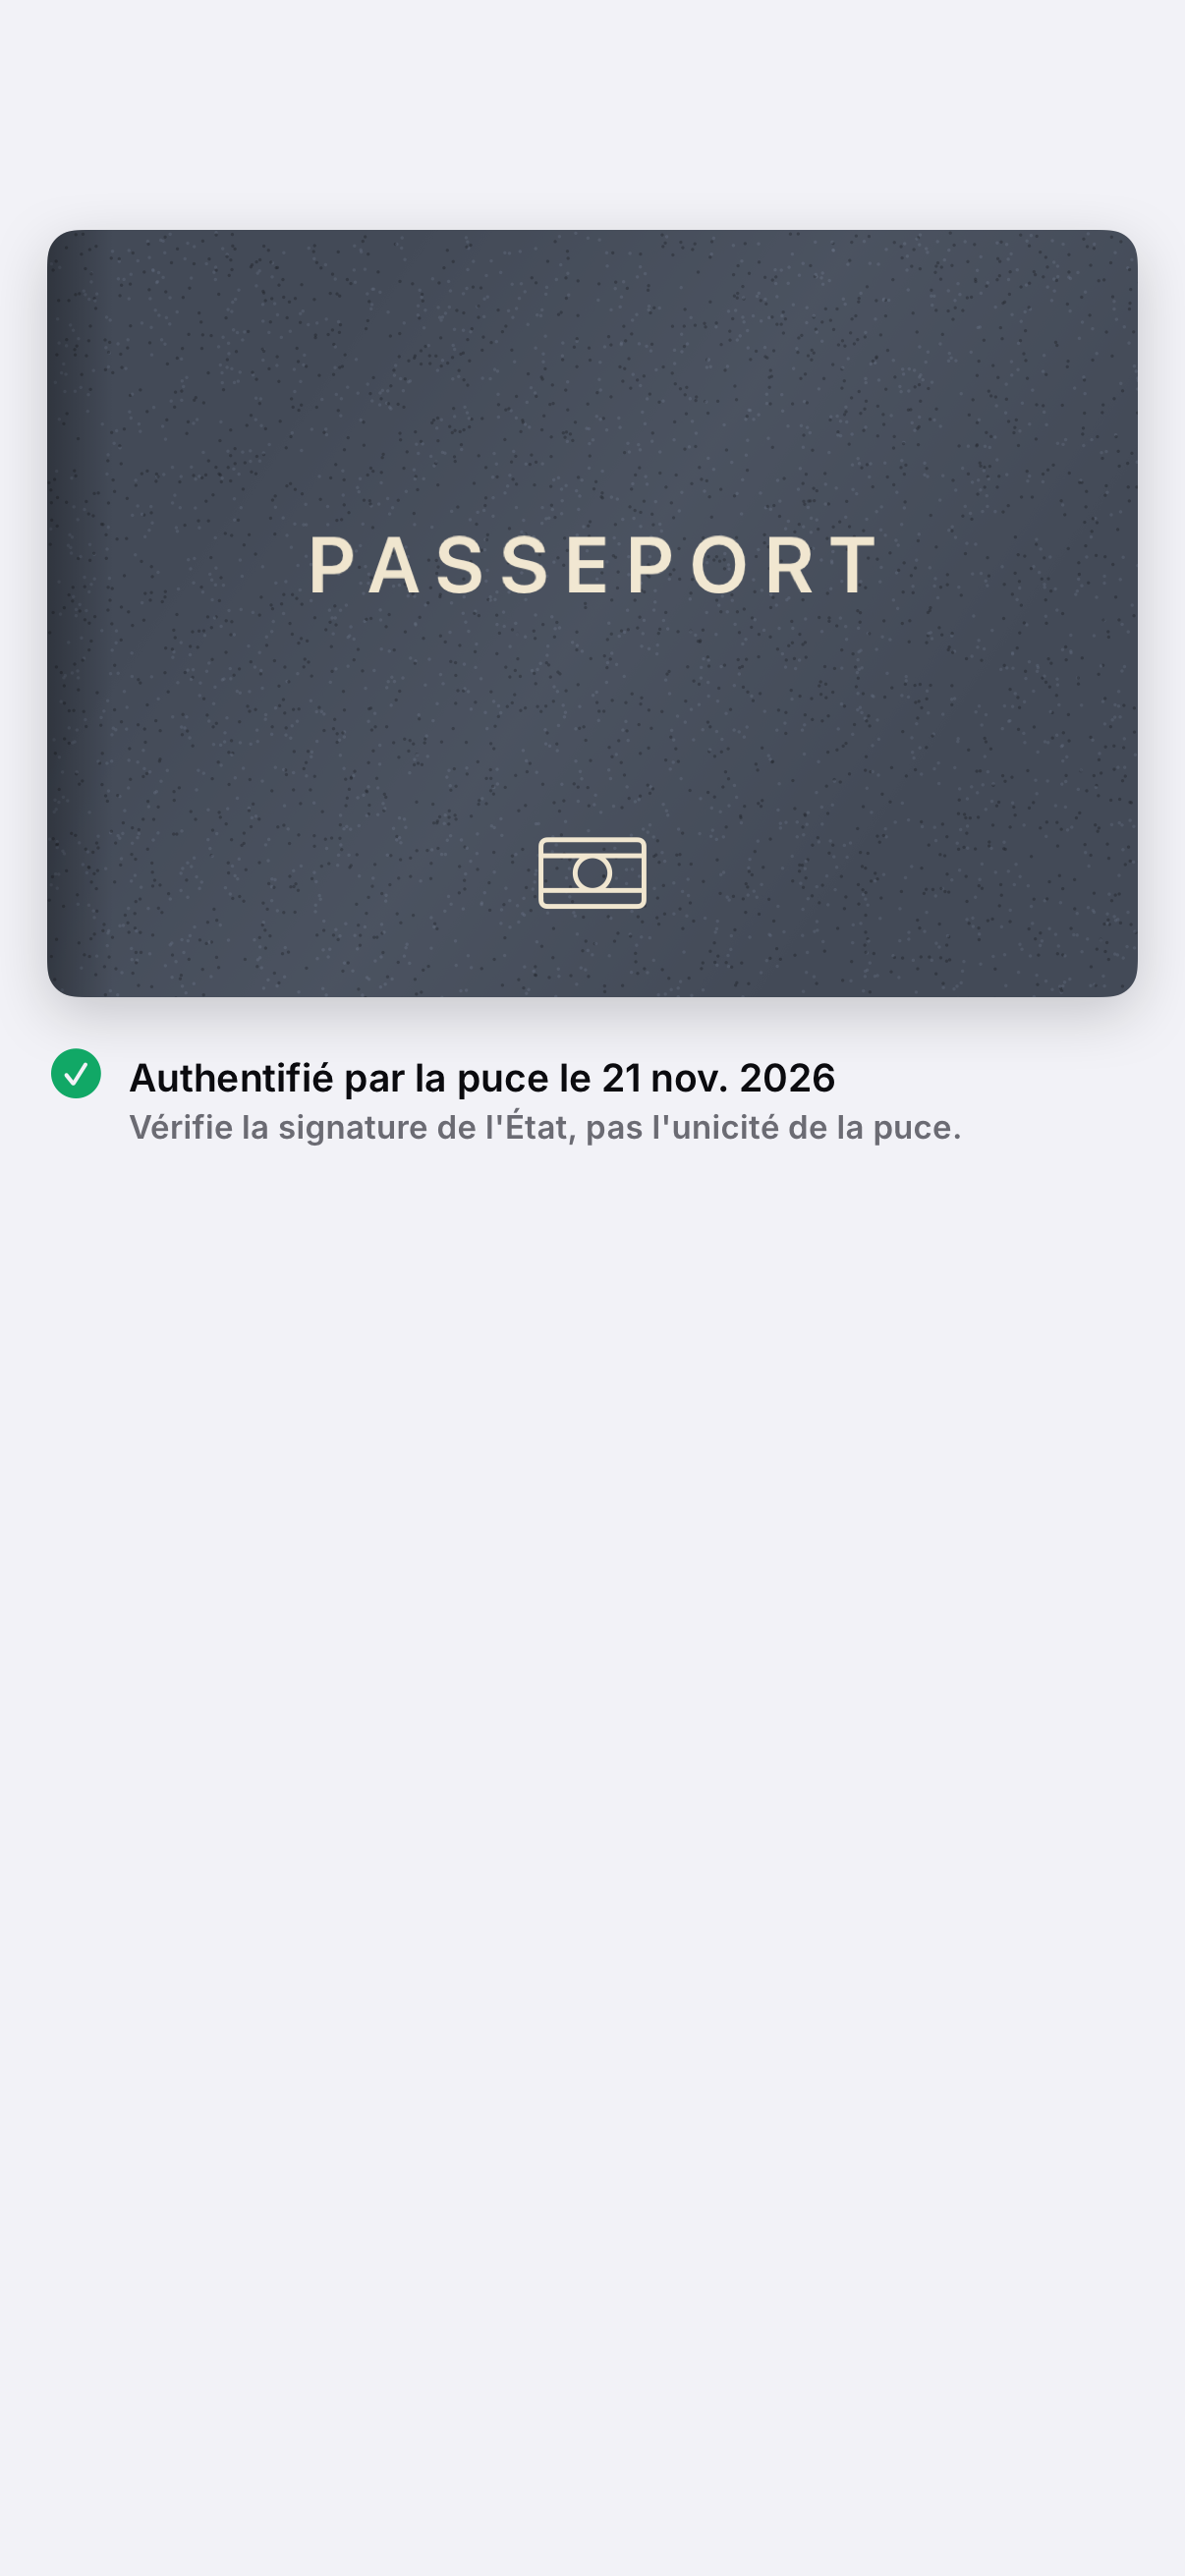 PASSEPORT
Authentifié par la puce le 21 nov. 2026
Vérifie la signature de l'État, pas l'unicité de la puce.